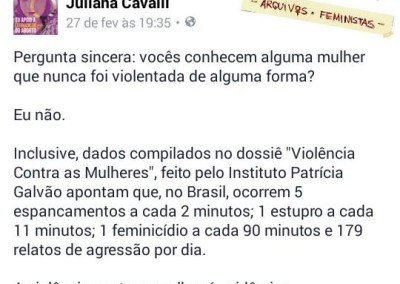 Juliana Cavalli
27 de fev às 19:35 •
- ARQUIVOS • FEMINISTAS -
Pergunta sincera: vocês conhecem alguma mulher
que nunca foi violentada de alguma forma?
Eu não.
Inclusive, dados compilados no dossiê "Violência
Contra as Mulheres", feito pelo Instituto Patrícia
Galvão apontam que, no Brasil, ocorrem 5
espancamentos a cada 2 minutos; 1 estupro a cada
11 minutos; 1 feminicídio a cada 90 minutos e 179
relatos de agressão por dia.